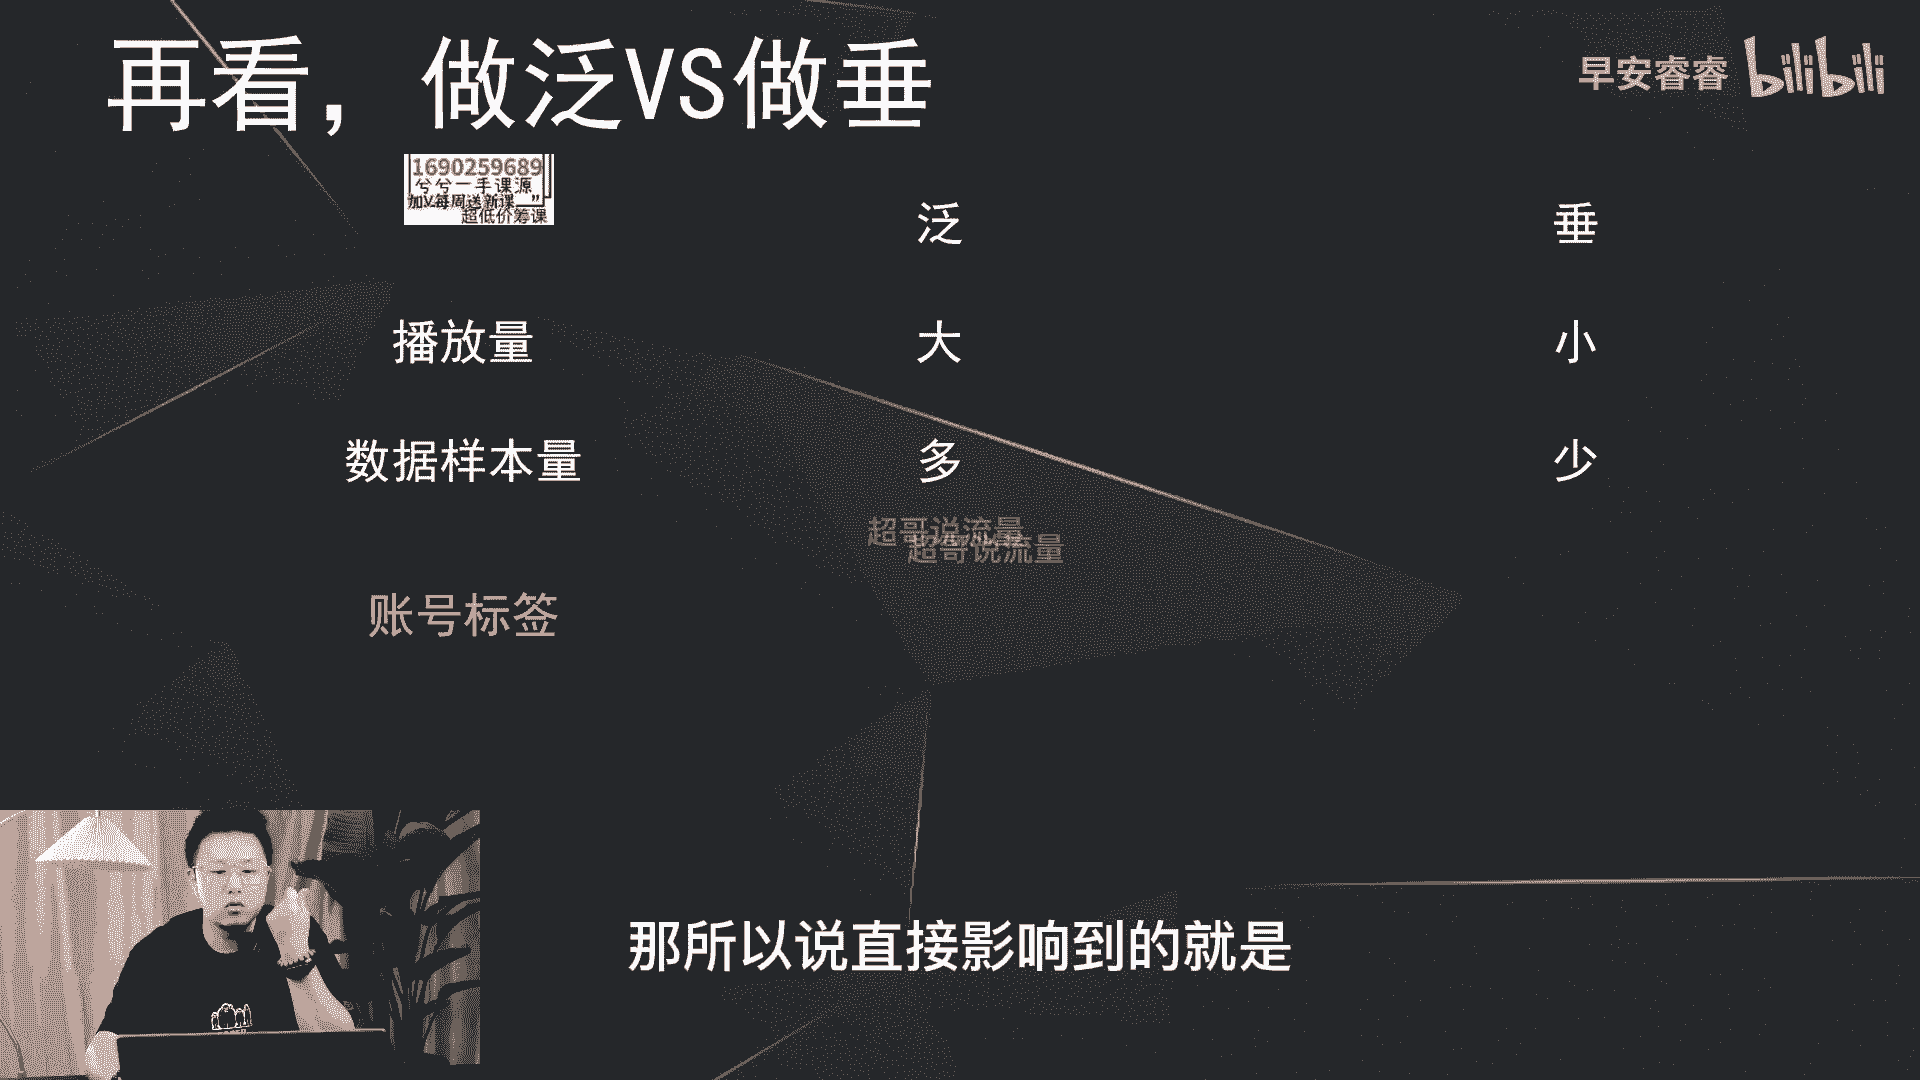 再看，做泛VS做垂
早安睿睿 bilibili
1690259689
兮兮一手课源
加V每周送新课
超低价筹课
泛 垂
播放量 大 小
数据样本量 多 少
超哥说流量
超哥说流量
账号标签
那所以说直接影响到的就是